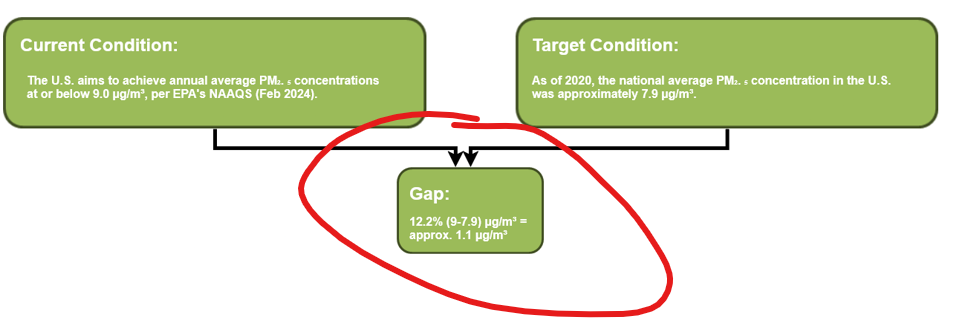 Current Condition:
The U.S. aims to achieve annual average PM₂.₅ concentrations
at or below 9.0 µg/m³, per EPA's NAAQS (Feb 2024).
Target Condition:
As of 2020, the national average PM₂.₅ concentration in the U.S.
was approximately 7.9 µg/m³.
Gap:
12.2% (9-7.9) µg/m³ =
approx. 1.1 µg/m³